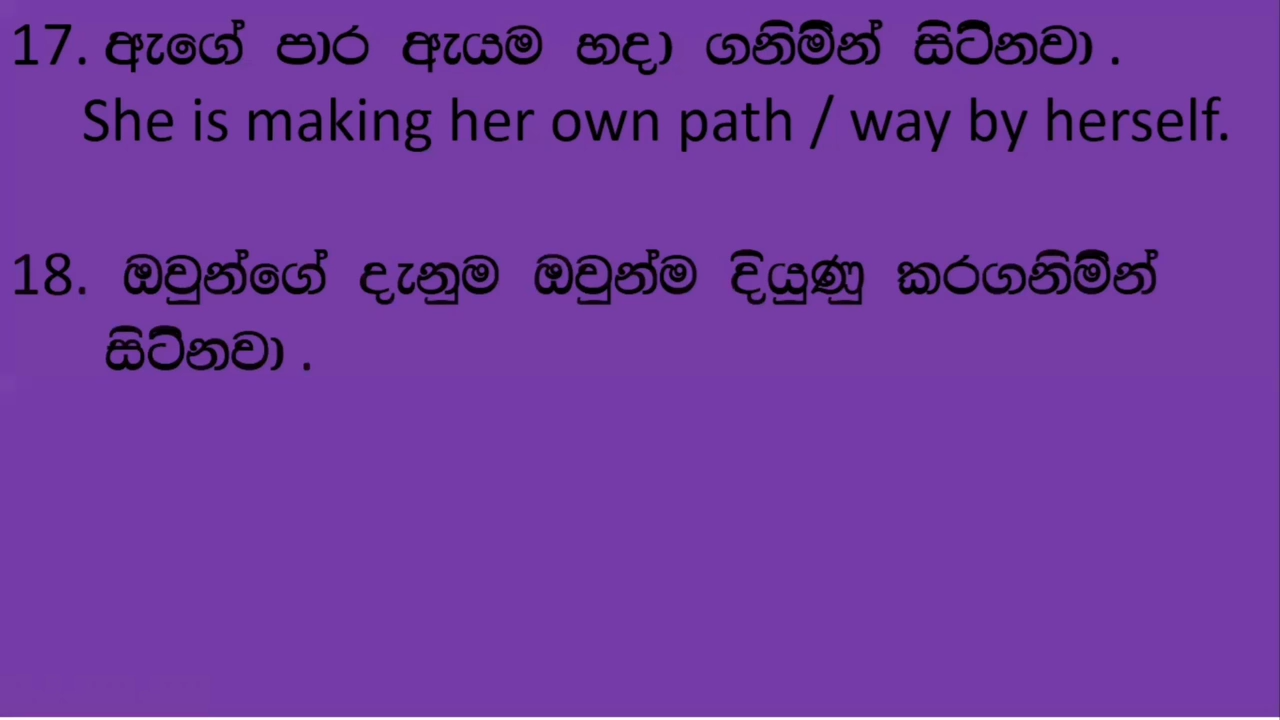 17. ඇගේ පාර ඇයම හදා ගනිමින් සිටිනවා .
She is making her own path / way by herself.
18. ඔවුන්ගේ දැනුම ඔවුන්ම දියුණු කරගනිමින්
සිටිනවා .